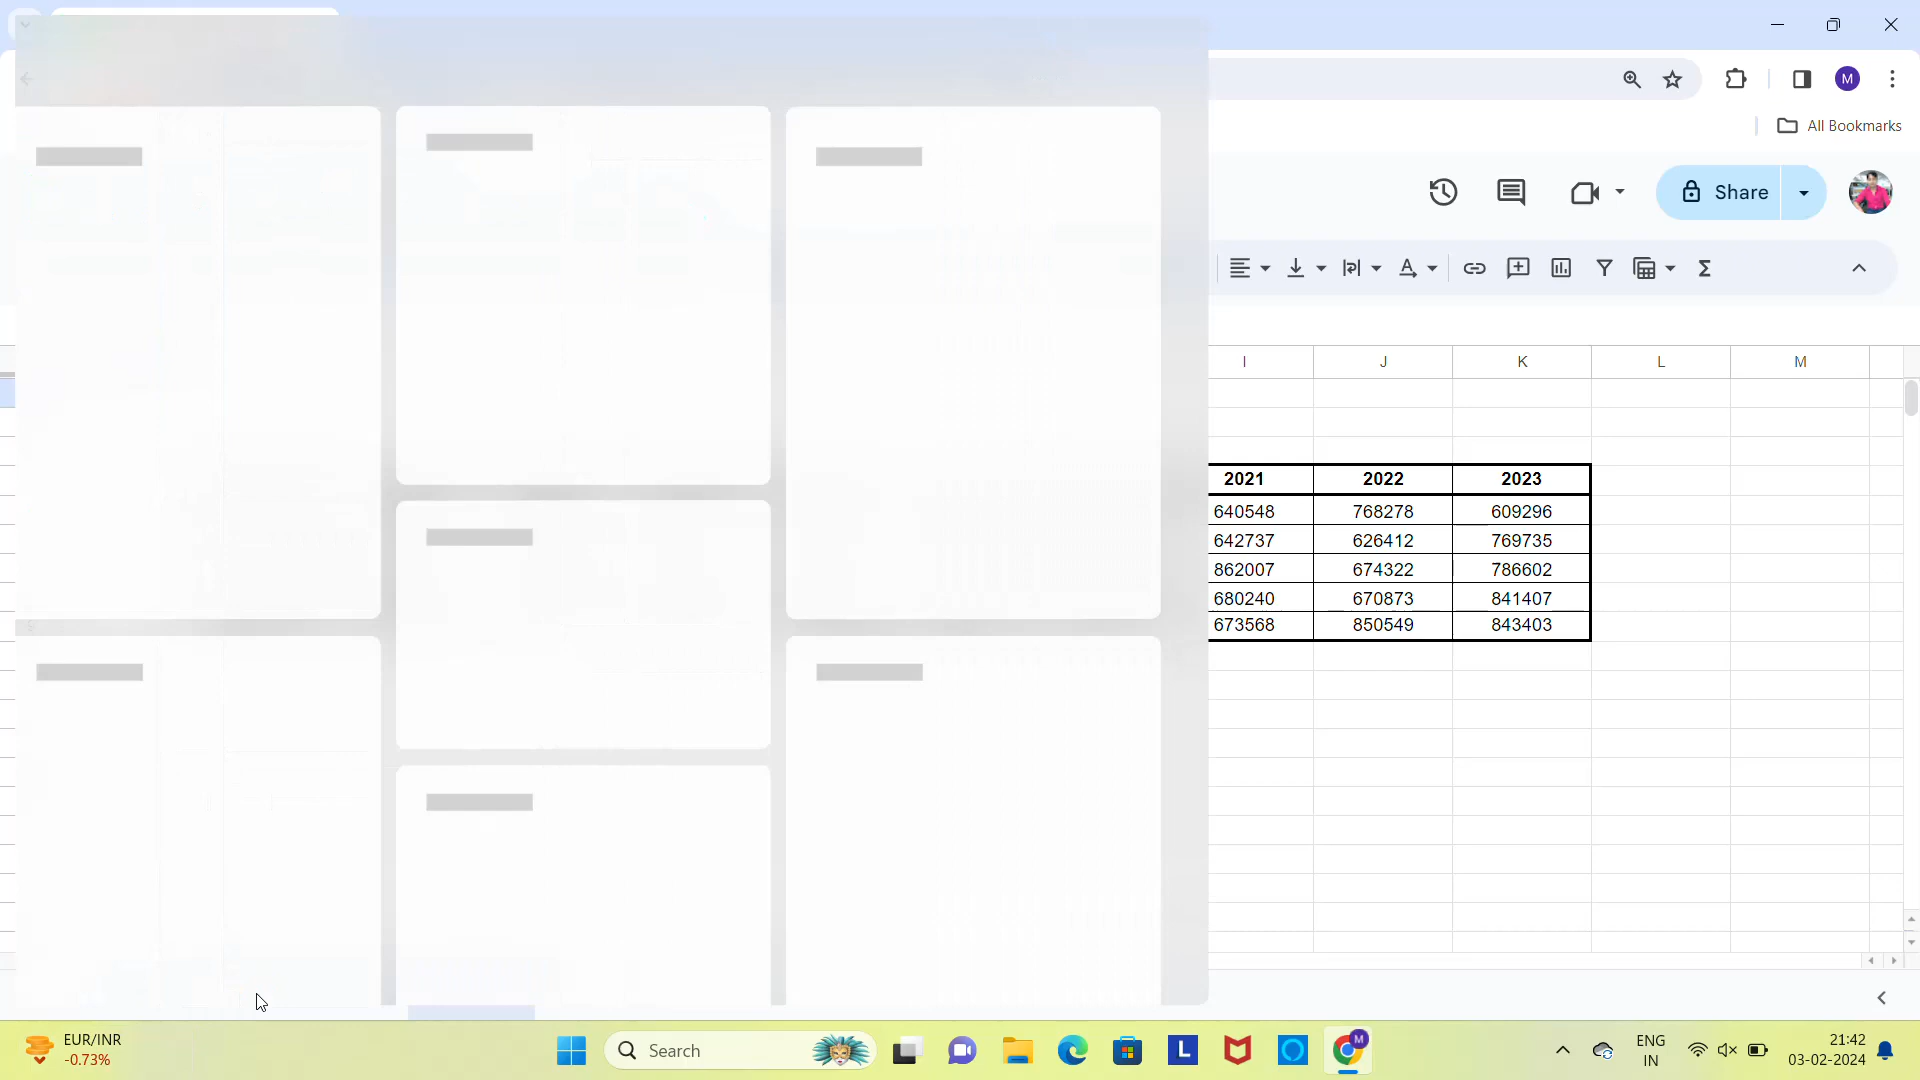 M
All Bookmarks
Share
I J K L M
2021 2022 2023
640548 768278 609296
642737 626412 769735
862007 674322 786602
680240 670873 841407
673568 850549 843403
EUR/INR
-0.73%
Search
L
M
ENG
IN
21:42
03-02-2024